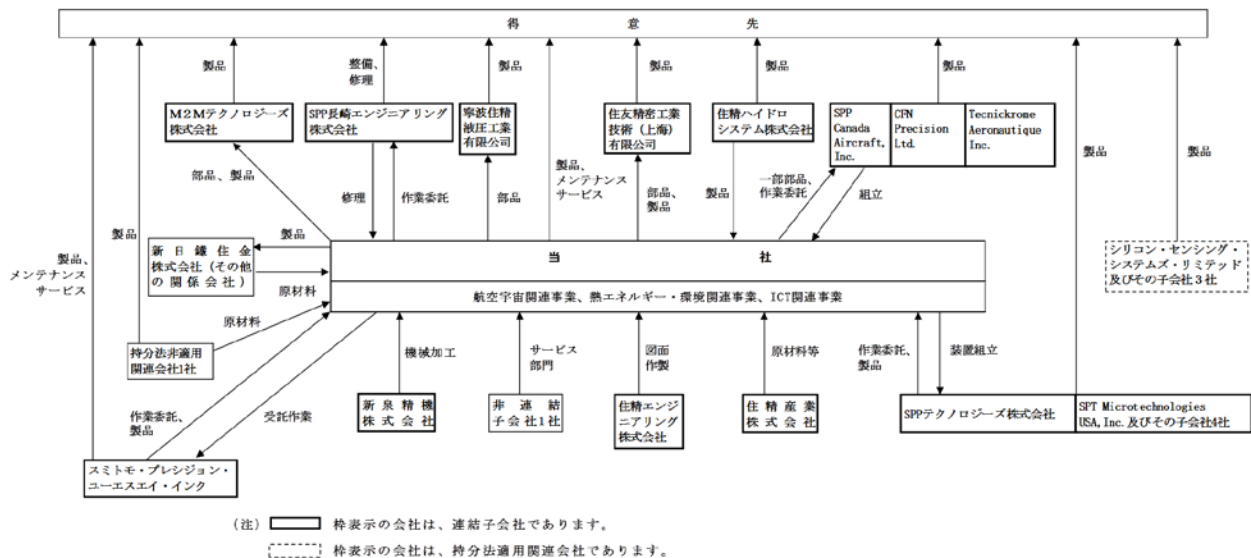 得意先
製品
整備、
修理
製品
製品
製品
製品
M2Mテクノロジーズ
株式会社
SPP長崎エンジニアリング
株式会社
寧波住精
液圧工業
有限公司
住友精密工業
技術（上海）
有限公司
住精ハイドロ
システム株式会社
SPP
Canada
Aircraft,
Inc.
CFN
Precision
Ltd.
Tecnickrome
Aeronautique
Inc.
部品、製品
修理
作業委託
部品
製品、
メンテナンス
サービス
部品、
製品
製品
一部部品、
作業委託
組立
製品
製品
製品、
メンテナンス
サービス
製品
新日鐵住金
株式会社（その他
の関係会社）
製品
原材料
当社
航空宇宙関連事業、熱エネルギー・環境関連事業、ICT関連事業
シリコン・センシング・
システムズ・リミテッド
及びその子会社3社
原材料
持分法非適用
関連会社1社
作業委託、
製品
受託作業
機械加工
サービス
部門
図面
作製
原材料等
作業委託、
製品
装置組立
新泉精機
株式会社
非連結
子会社1社
住精エンジ
ニアリング
株式会社
住精産業
株式会社
SPPテクノロジーズ株式会社
SPT Microtechnologies
USA, Inc.及びその子会社4社
スミトモ・プレシジョン・
ユーエスエイ・インク
（注） 枠表示の会社は、連結子会社であります。
枠表示の会社は、持分法適用関連会社であります。